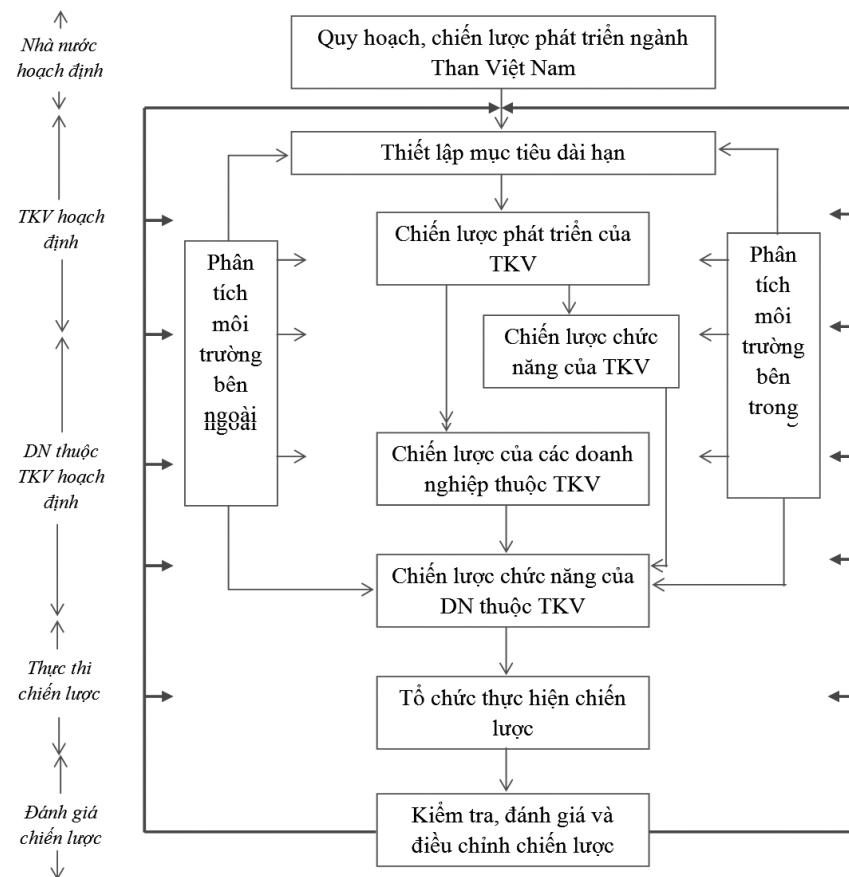 Nhà nước
hoạch định
Quy hoạch, chiến lược phát triển ngành
Than Việt Nam
Thiết lập mục tiêu dài hạn
TKV hoạch
định
Chiến lược phát triển của
TKV
Phân
tích
môi
trường
bên
ngoài
Chiến lược chức
năng của TKV
Phân
tích
môi
trường
bên
trong
DN thuộc
TKV hoạch
định
Chiến lược của các doanh
nghiệp thuộc TKV
Chiến lược chức năng của
DN thuộc TKV
Thực thi
chiến lược
Tổ chức thực hiện chiến
lược
Đánh giá
chiến lược
Kiểm tra, đánh giá và
điều chỉnh chiến lược